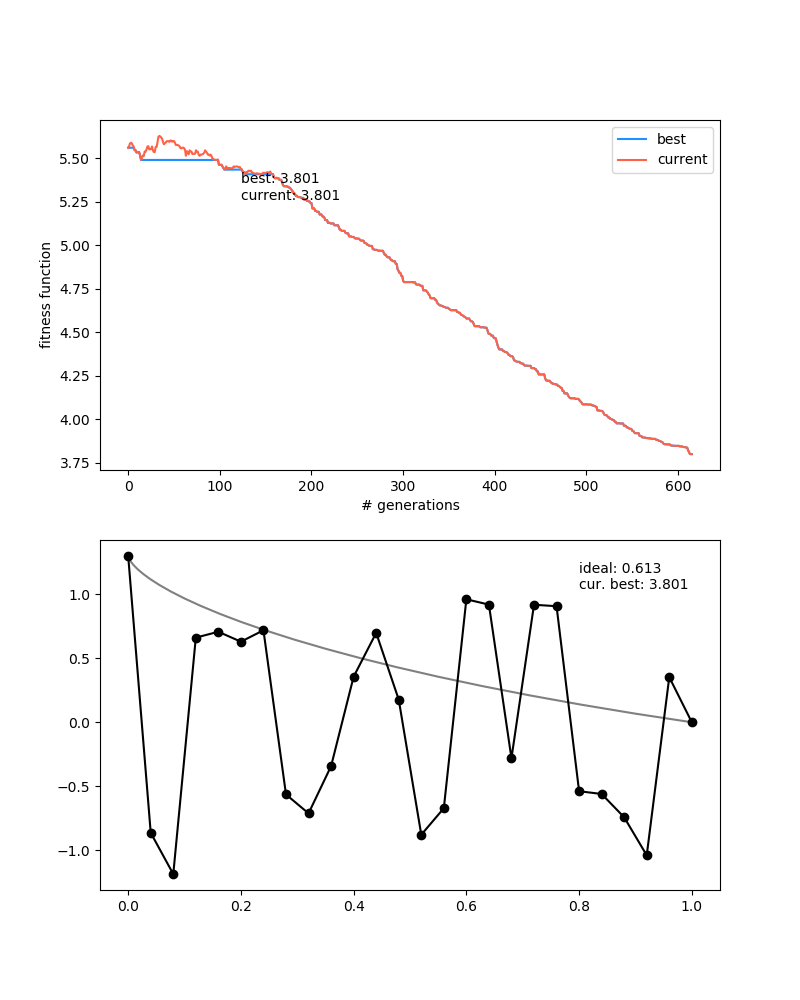 best
current
best: 3.801
current: 3.801
5.50
5.25
5.00
4.75
4.50
4.25
4.00
3.75
fitness function
0 100 200 300 400 500 600
# generations
ideal: 0.613
cur. best: 3.801
1.0
0.5
0.0
−0.5
−1.0
0.0 0.2 0.4 0.6 0.8 1.0